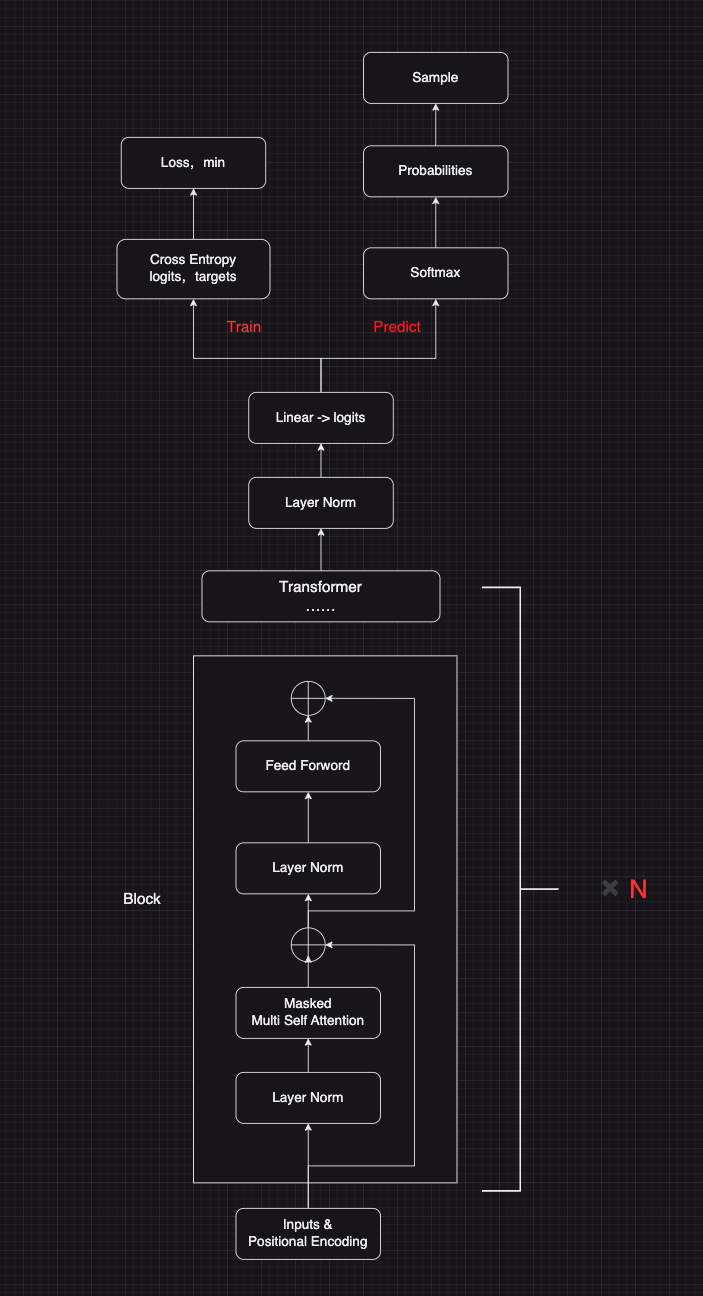 Sample
Loss，min
Probabilities
Cross Entropy
logits，targets
Softmax
Train
Predict
Linear -> logits
Layer Norm
Transformer
......
Feed Forword
Layer Norm
Block
✖ N
Masked
Multi Self Attention
Layer Norm
Inputs &
Positional Encoding